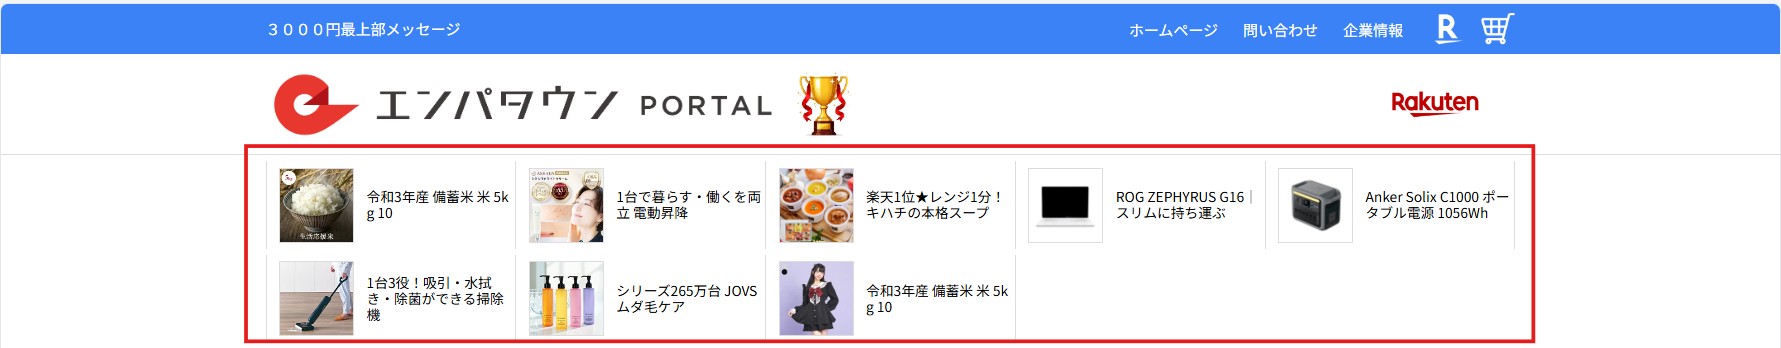 ３０００円最上部メッセージ
ホームページ 問い合わせ 企業情報 R
エンパタウン PORTAL
Rakuten
令和3年産 備蓄米 米 5k
g 10
生活応援米
1台で暮らす・働くを両
立 電動昇降
楽天1位★レンジ1分！
キハチの本格スープ
ROG ZEPHYRUS G16｜
スリムに持ち運ぶ
Anker Solix C1000 ポー
タブル電源 1056Wh
1台3役！吸引・水拭
き・除菌ができる掃除
機
シリーズ265万台 JOVS
ムダ毛ケア
令和3年産 備蓄米 米 5k
g 10